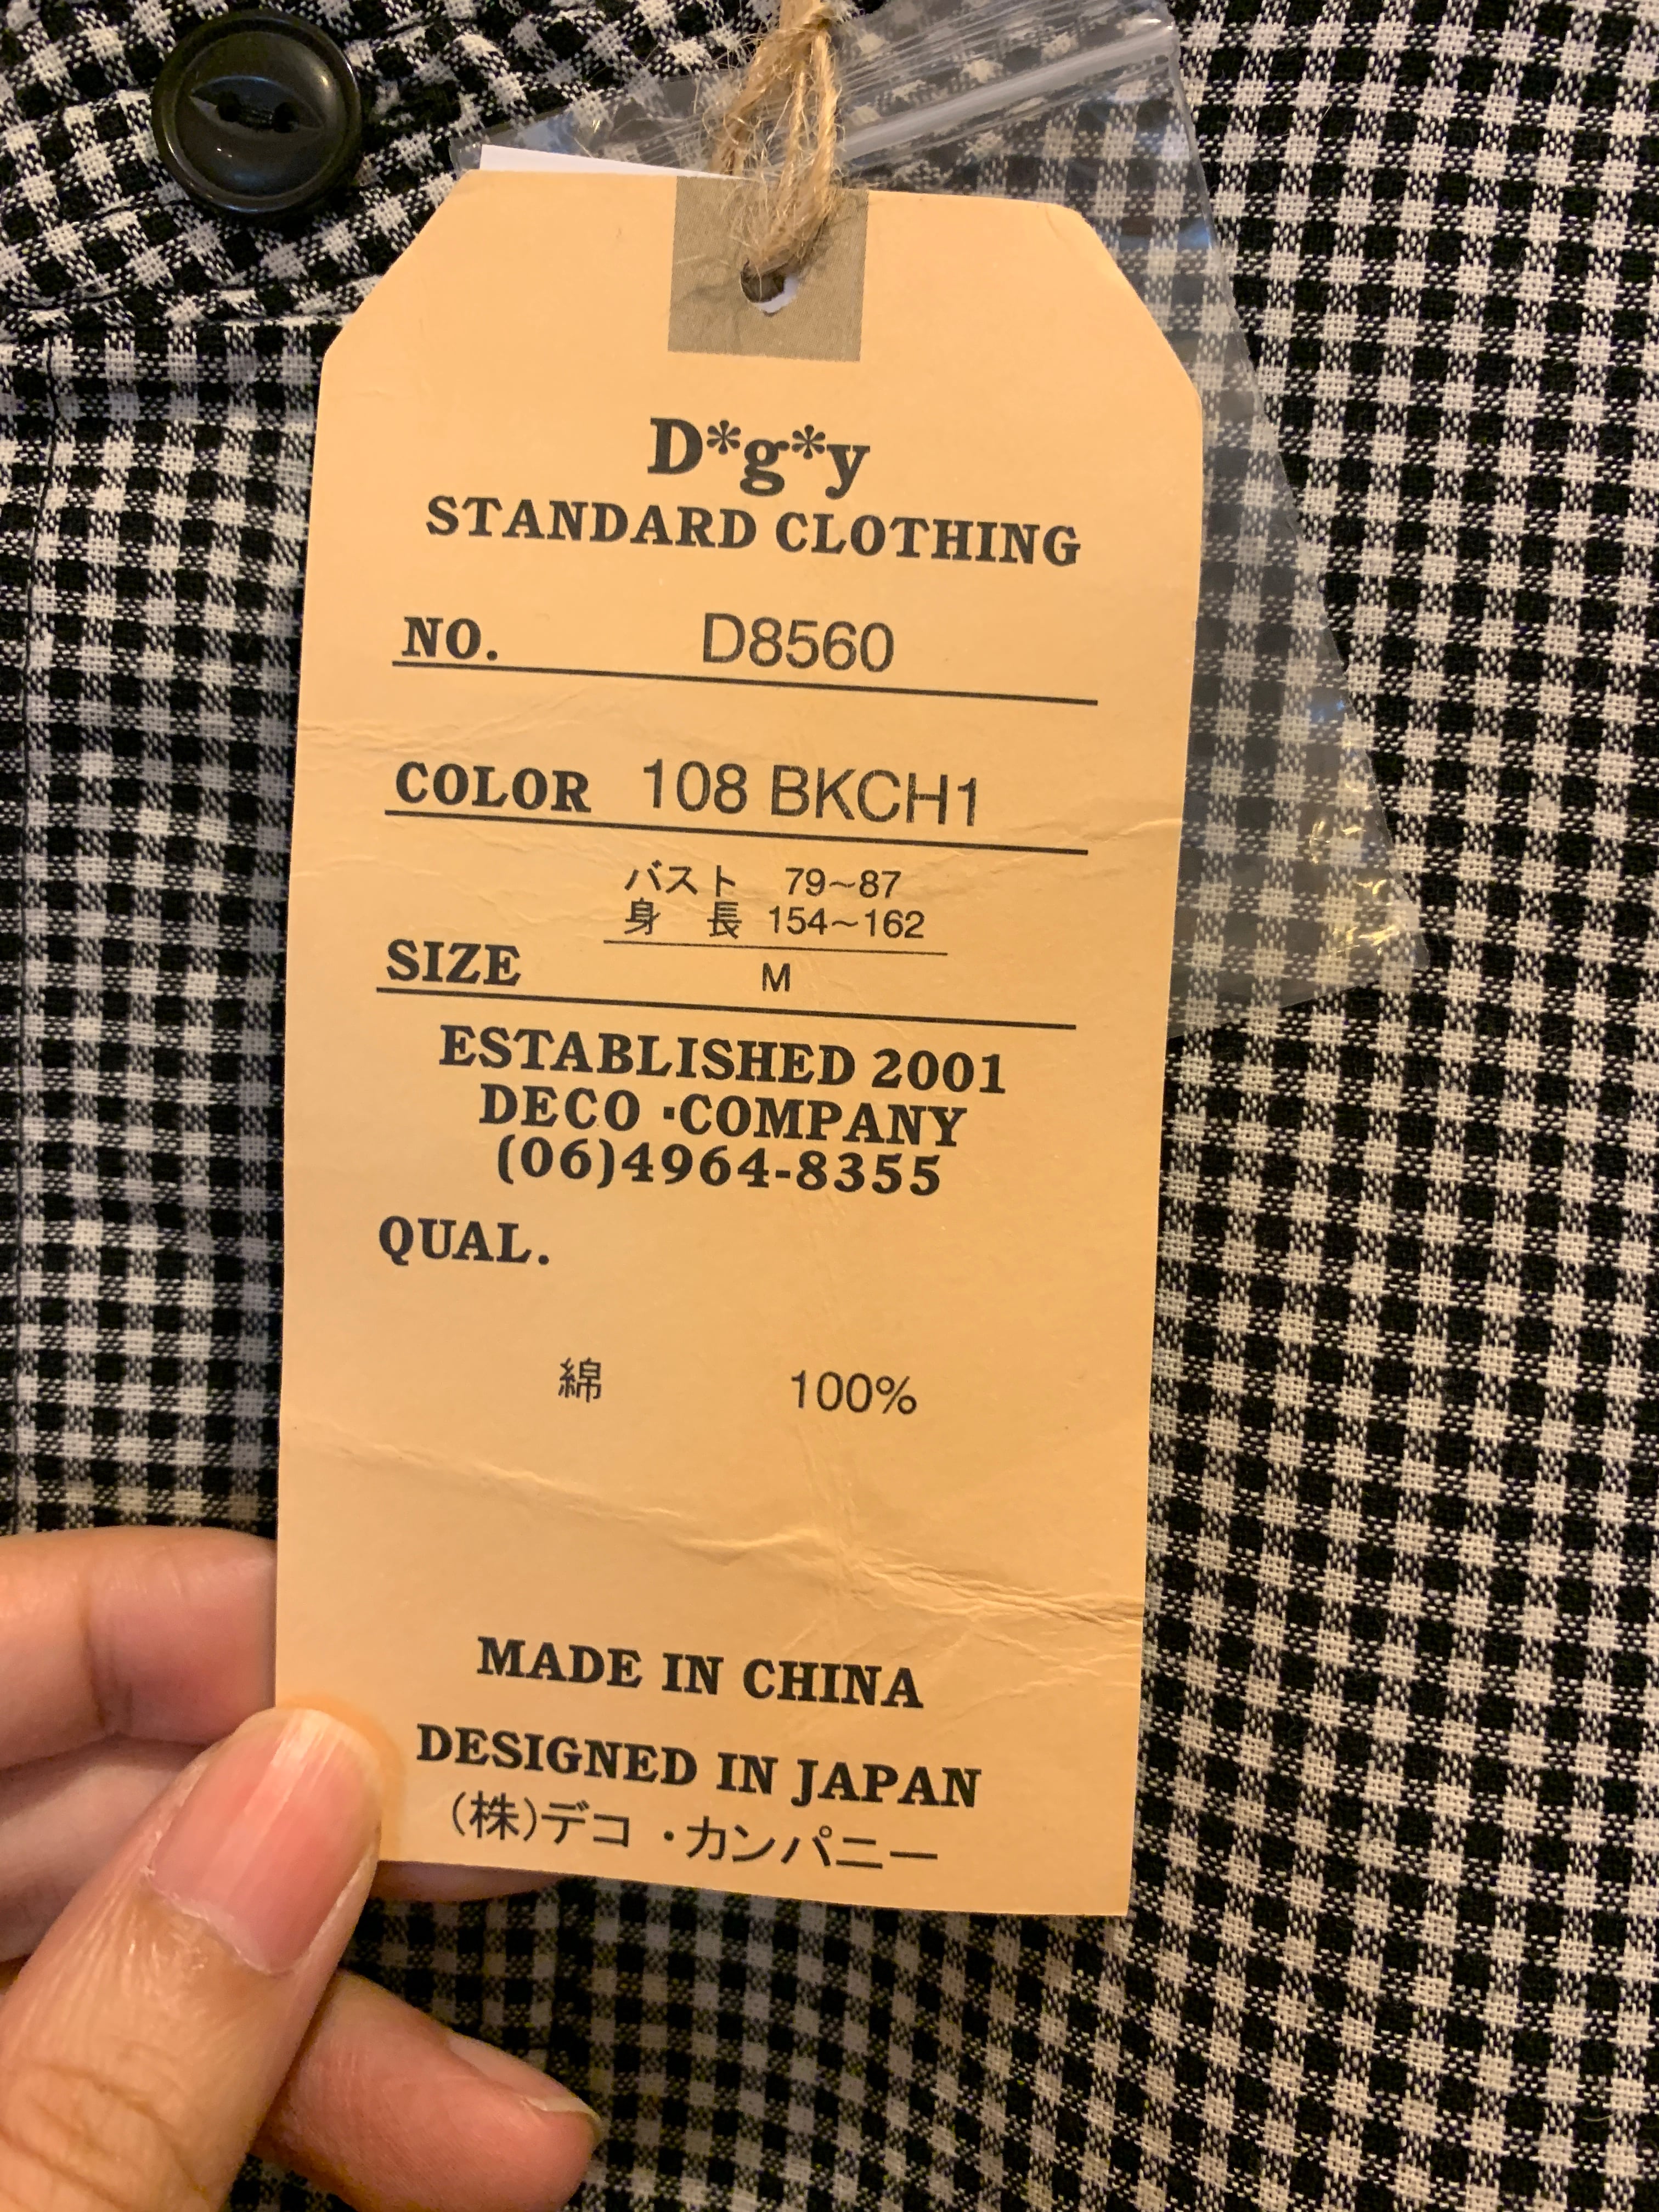 D*g*y
STANDARD CLOTHING
NO. D8560
COLOR 108 BKCH1
バスト 79~87
身 長 154~162
SIZE M
ESTABLISHED 2001
DECO ·COMPANY
(06)4964-8355
QUAL.
綿 100%
MADE IN CHINA
DESIGNED IN JAPAN
(株)デコ ・カンパニー